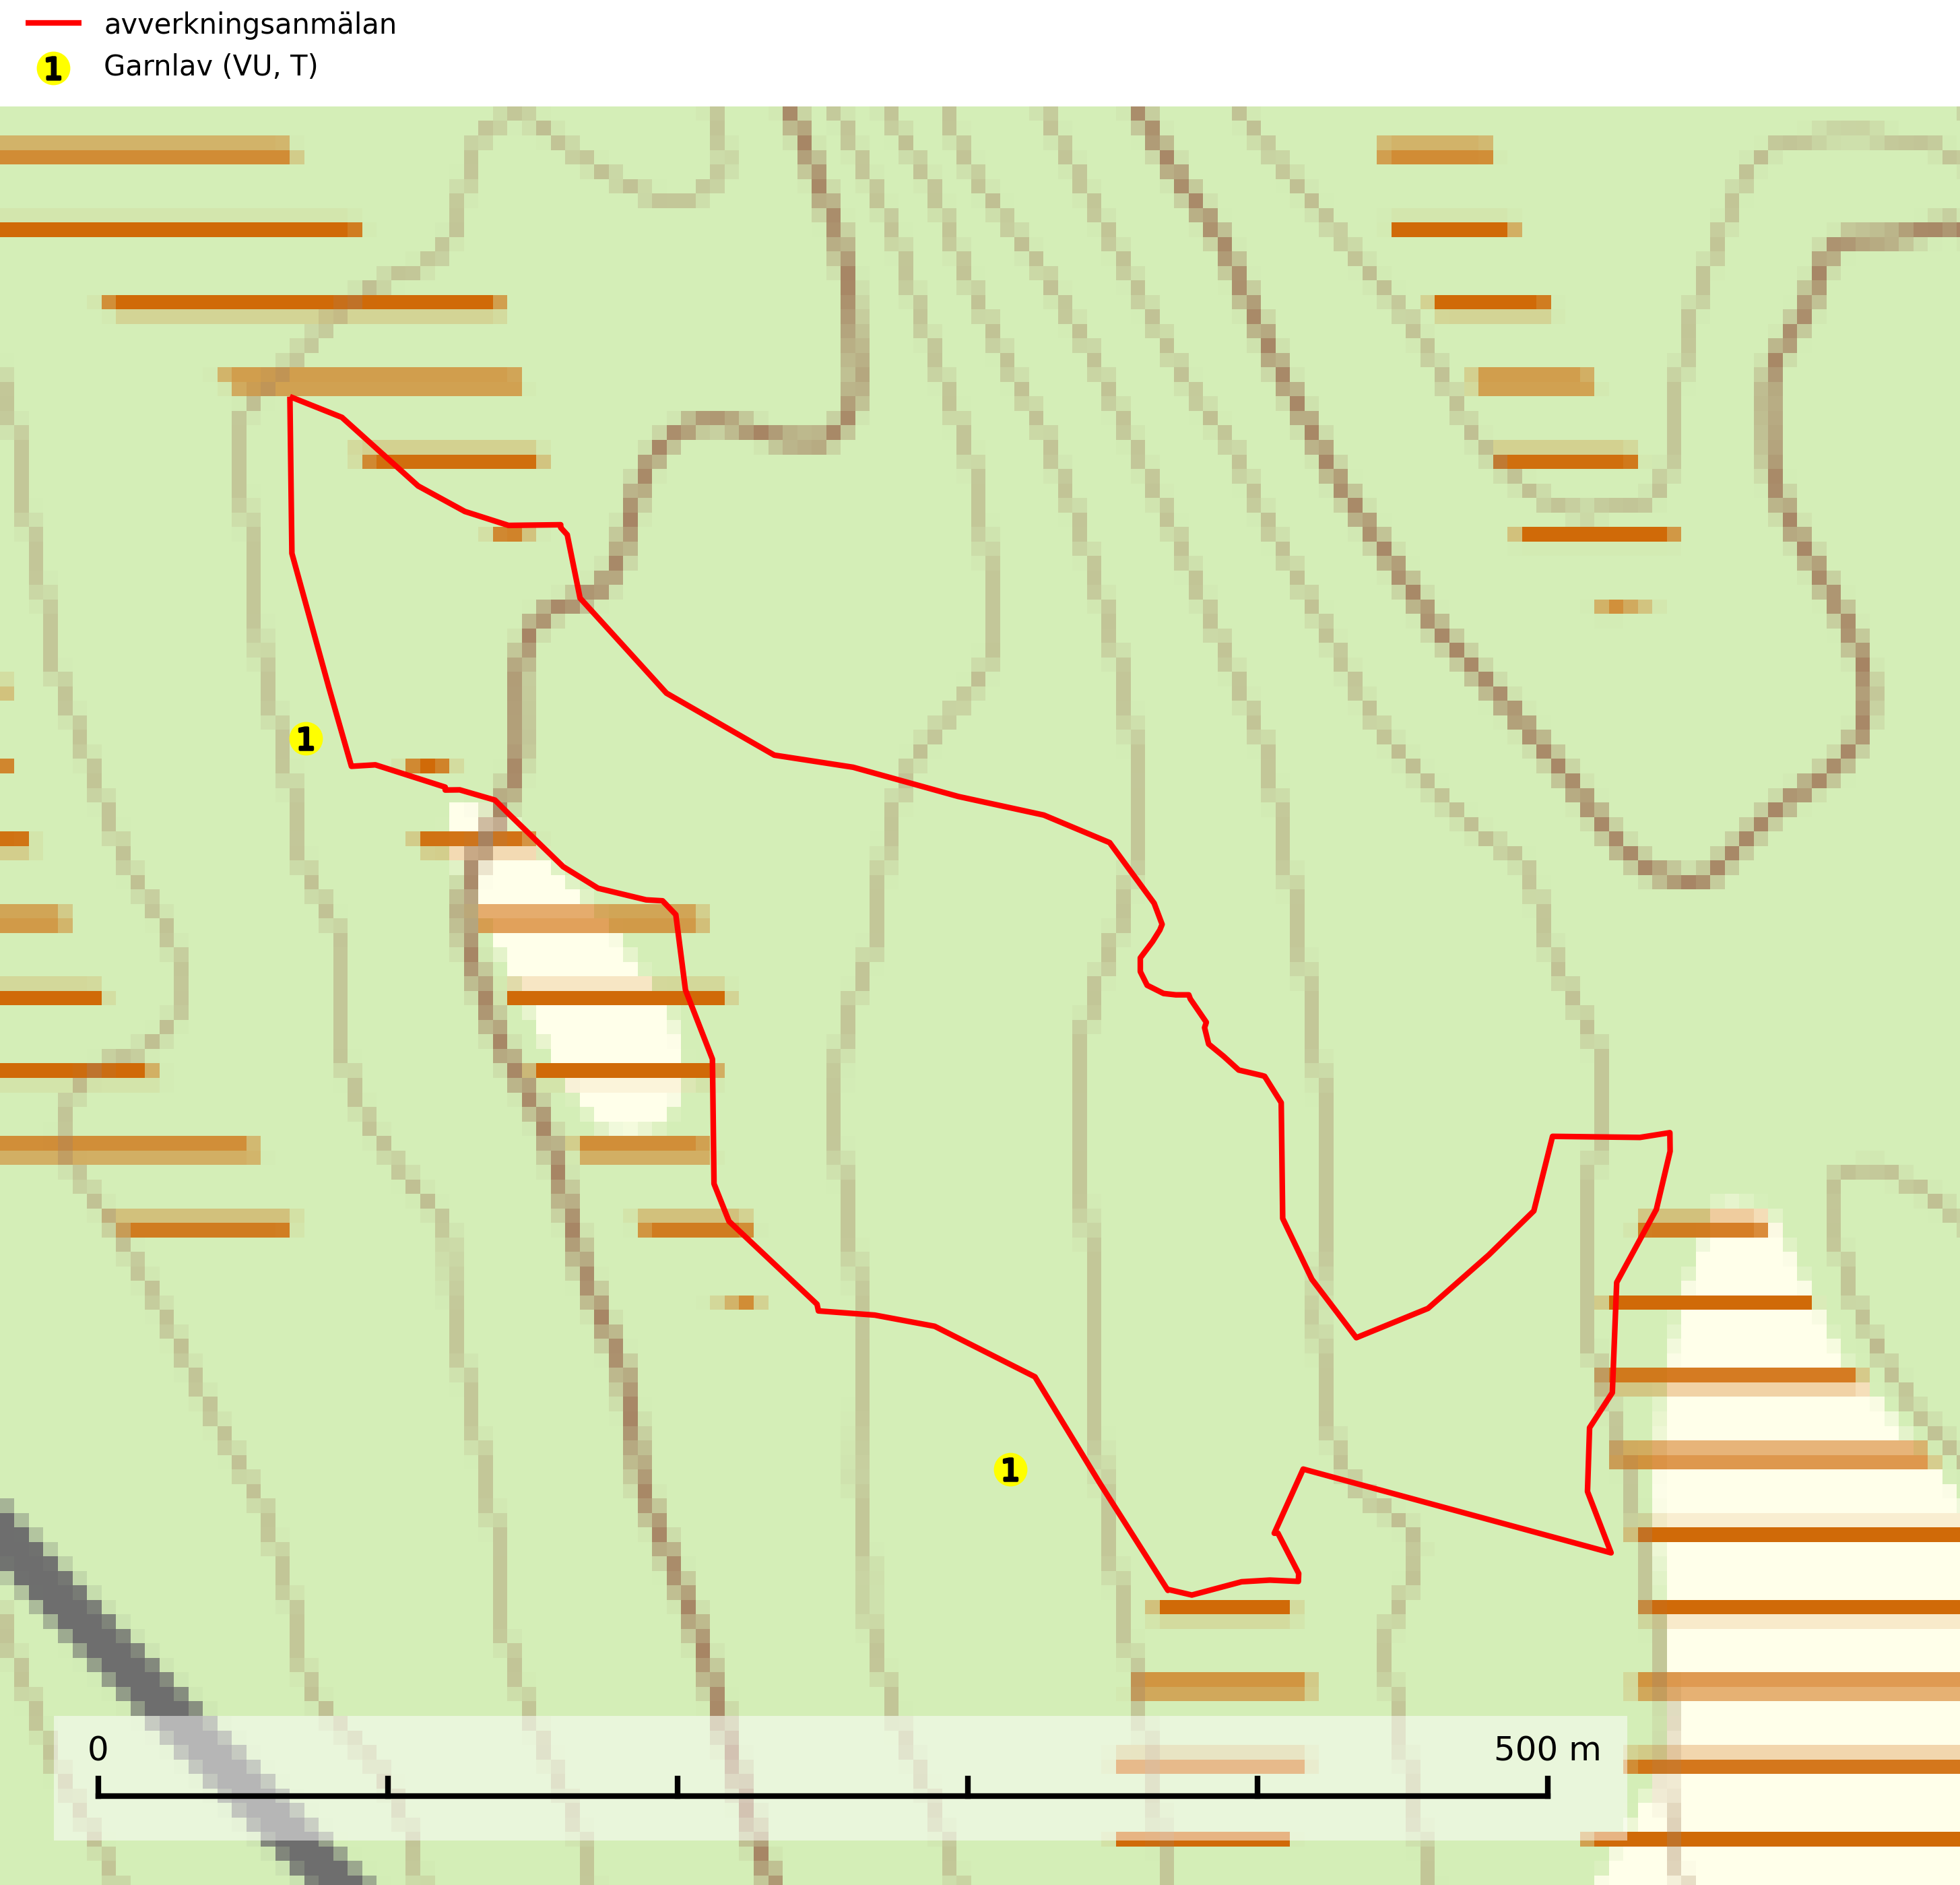 avverkningsanmälan
1 Garnlav (VU, T)
1
1
0 500 m